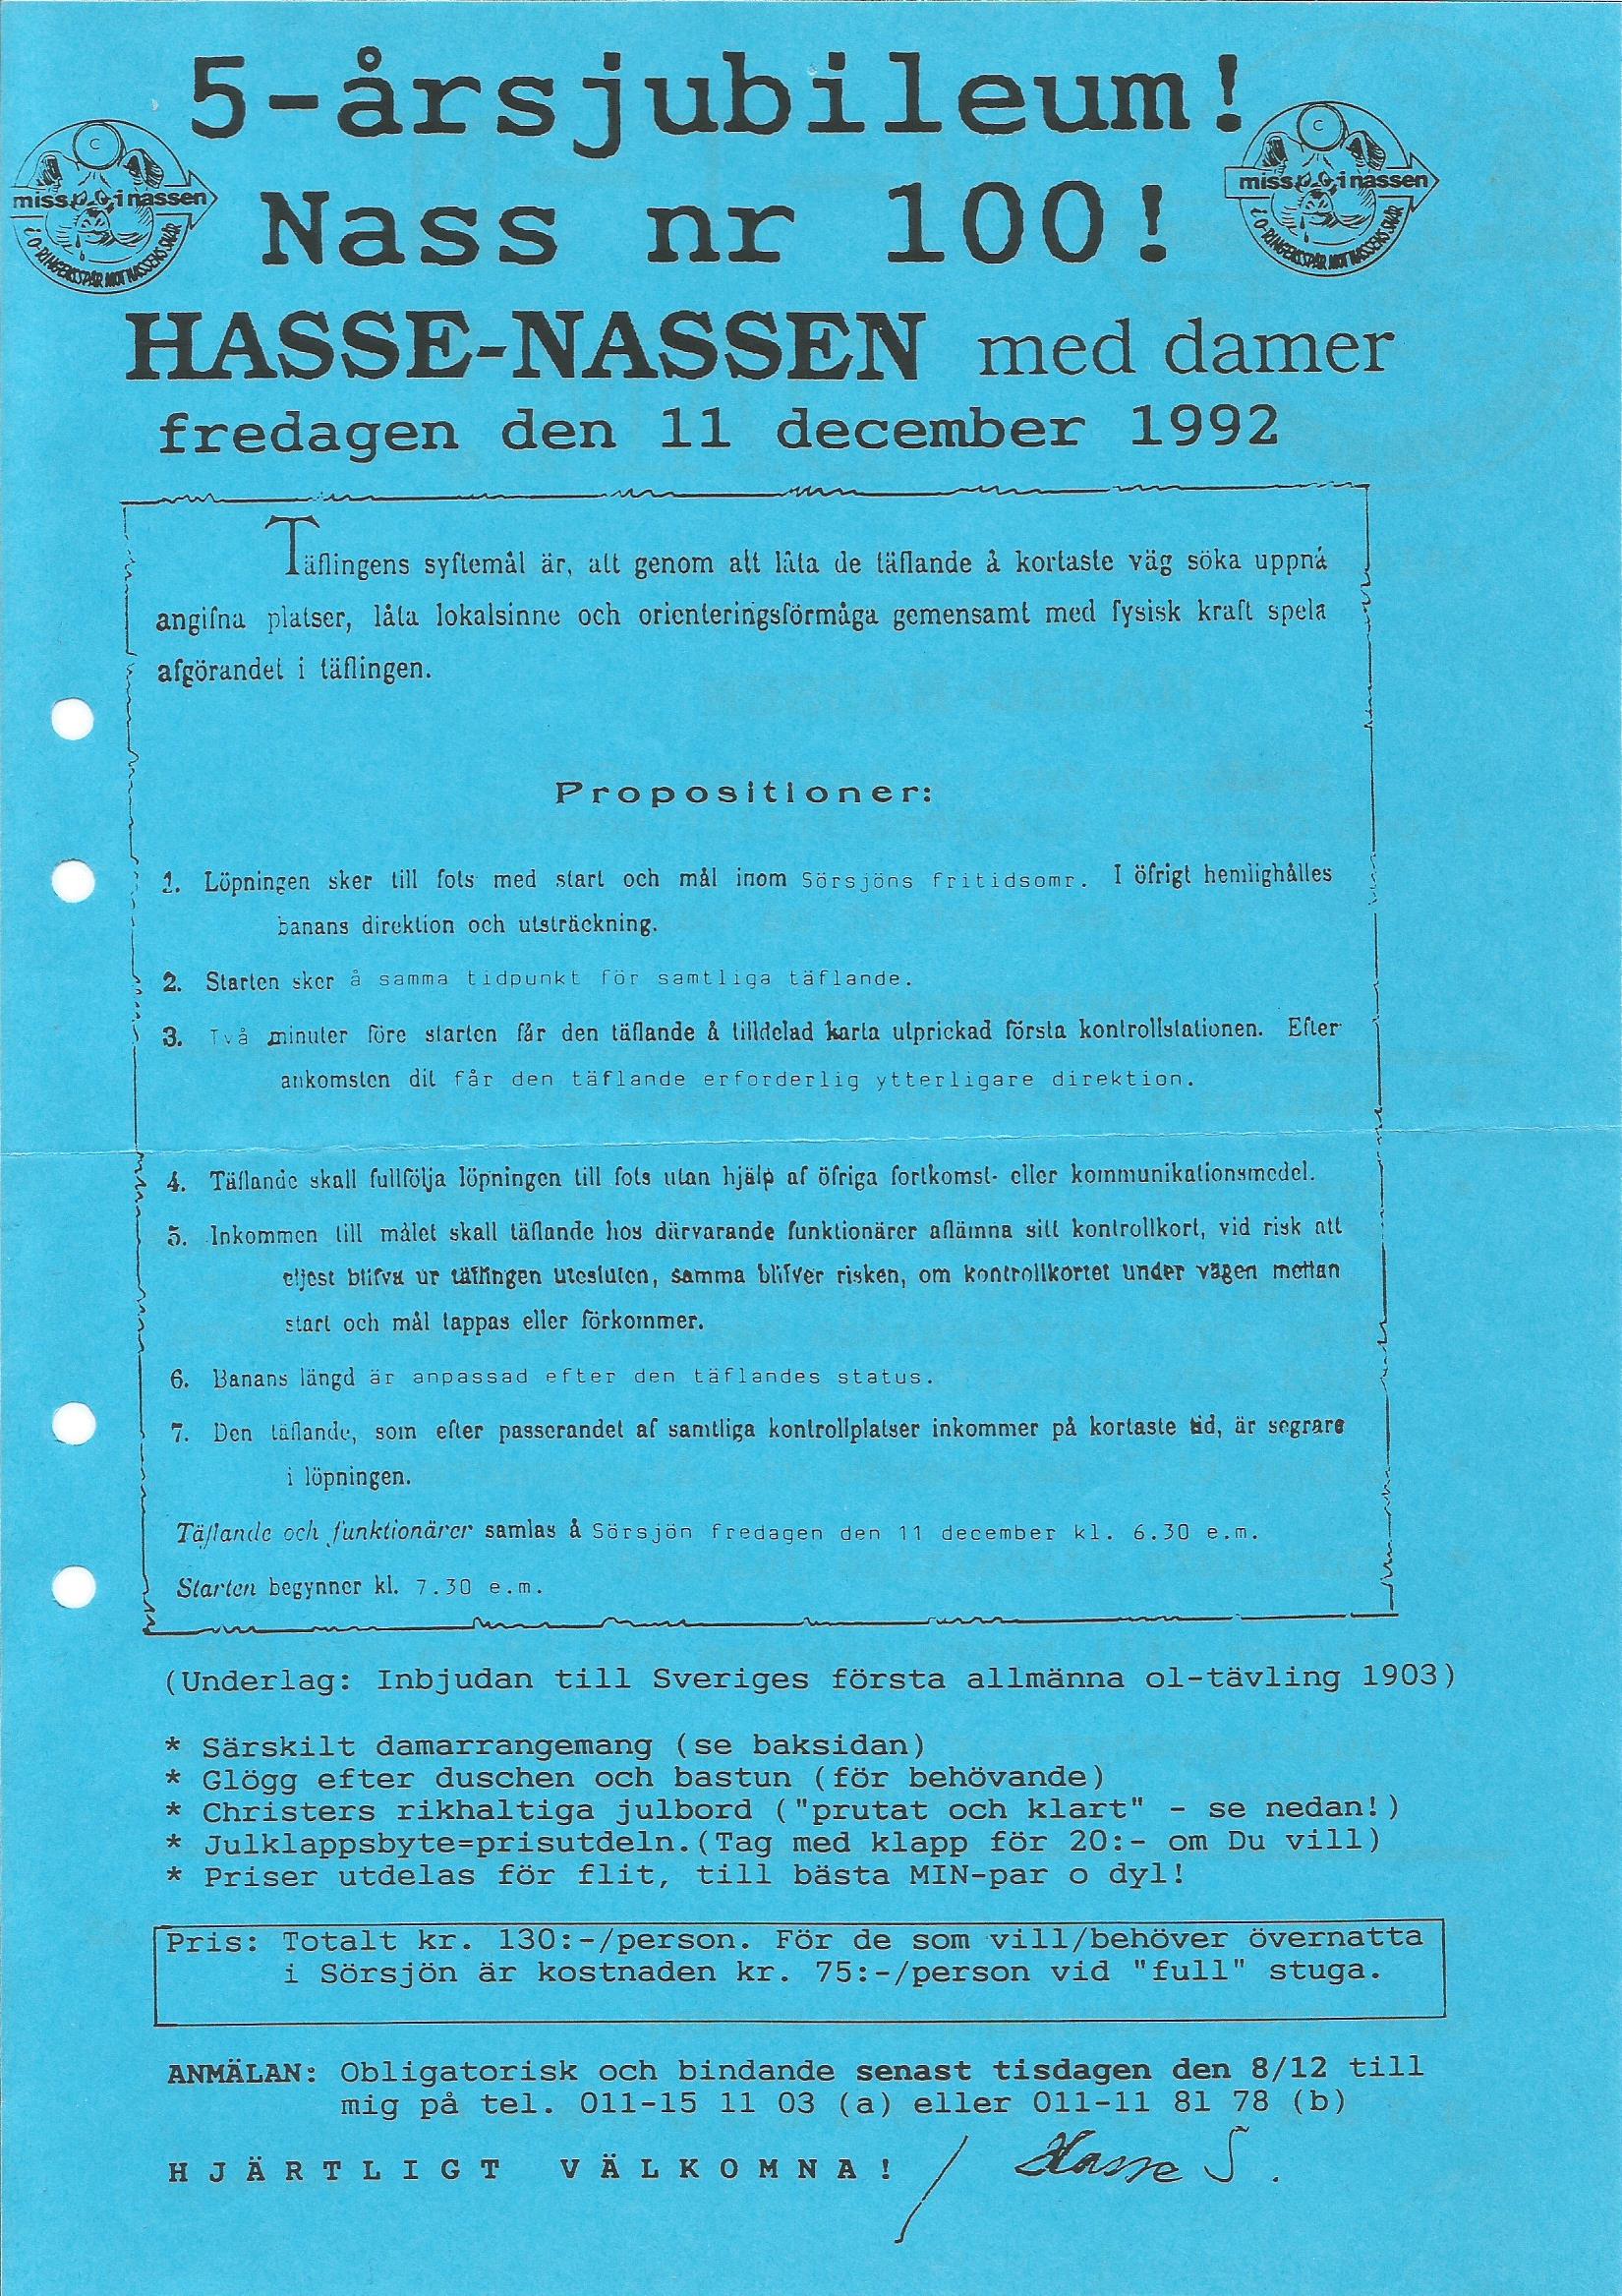 5-årsjubileum!
C
miss p gi nassen
I O-RINGENSSPÅR MOT NASSENS SKÅR
C
miss p gi nassen
I O-RINGENSSPÅR MOT NASSENS SKÅR
Nass nr 100!
HASSE-NASSEN med damer
fredagen den 11 december 1992
Täflingens syftemål är, att genom att låta de täflande å kortaste väg söka uppnå
angifna platser, låta lokalsinne och orienteringsförmåga gemensamt med fysisk kraft spela
afgörandet i täflingen.
Propositioner:
1. Löpningen sker till fots med start och mål inom Sörsjöns fritidsomr. I öfrigt hemlighålles
banans direktion och utsträckning.
2. Starten sker å samma tidpunkt för samtliga täflande.
3. Två minuter före starten får den täflande å tilldelad karta utprickad första kontrollstationen. Efter
ankomsten dit får den täflande erforderlig ytterligare direktion.
4. Täflande skall fullfölja löpningen till fots utan hjälp af öfriga fortkomst- eller kommunikationsmedel.
5. Inkommen till målet skall täflande hos därvarande funktionärer aflämna sitt kontrollkort, vid risk att
eljest blifva ur täflingen utesluten, samma blifver risken, om kontrollkortet under vägen mellan
start och mål tappas eller förkommer.
6. Banans längd är anpassad efter den täflandes status.
7. Den täflande, som efter passerandet af samtliga kontrollplatser inkommer på kortaste tid, är segrare
i löpningen.
Täflande och funktionärer samlas å Sörsjön fredagen den 11 december kl. 6.30 e.m.
Starten begynner kl. 7.30 e.m.
(Underlag: Inbjudan till Sveriges första allmänna ol-tävling 1903)
* Särskilt damarrangemang (se baksidan)
* Glögg efter duschen och bastun (för behövande)
* Christers rikhaltiga julbord ("prutat och klart" - se nedan!)
* Julklappsbyte=prisutdeln.(Tag med klapp för 20:- om Du vill)
* Priser utdelas för flit, till bästa MIN-par o dyl!
Pris: Totalt kr. 130:-/person. För de som vill/behöver övernatta
i Sörsjön är kostnaden kr. 75:-/person vid "full" stuga.
ANMÄLAN: Obligatorisk och bindande senast tisdagen den 8/12 till
mig på tel. 011-15 11 03 (a) eller 011-11 81 78 (b)
HJÄRTLIGT VÄLKOMNA! / Hasse S.